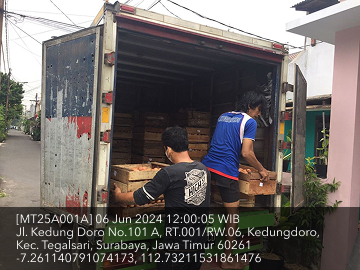 [MT25A001A] 06 Jun 2024 12:00:05 WIB
Jl. Kedung Doro No.101 A, RT.001/RW.06, Kedungdoro,
Kec. Tegalsari, Surabaya, Jawa Timur 60261
-7.261140791074173, 112.73211531861476